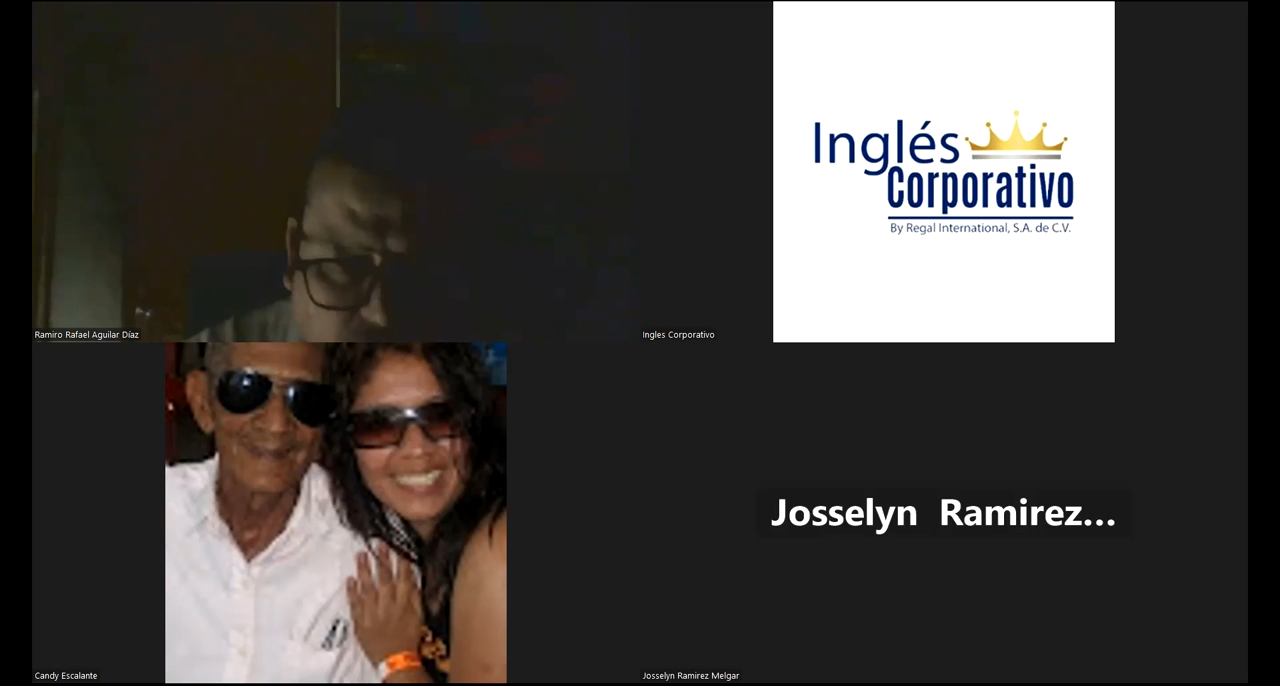 Inglés
Corporativo
By Regal International, S.A. de C.V.
Ramiro Rafael Aguilar Díaz
Ingles Corporativo
Josselyn Ramirez...
Candy Escalante
Josselyn Ramirez Melgar